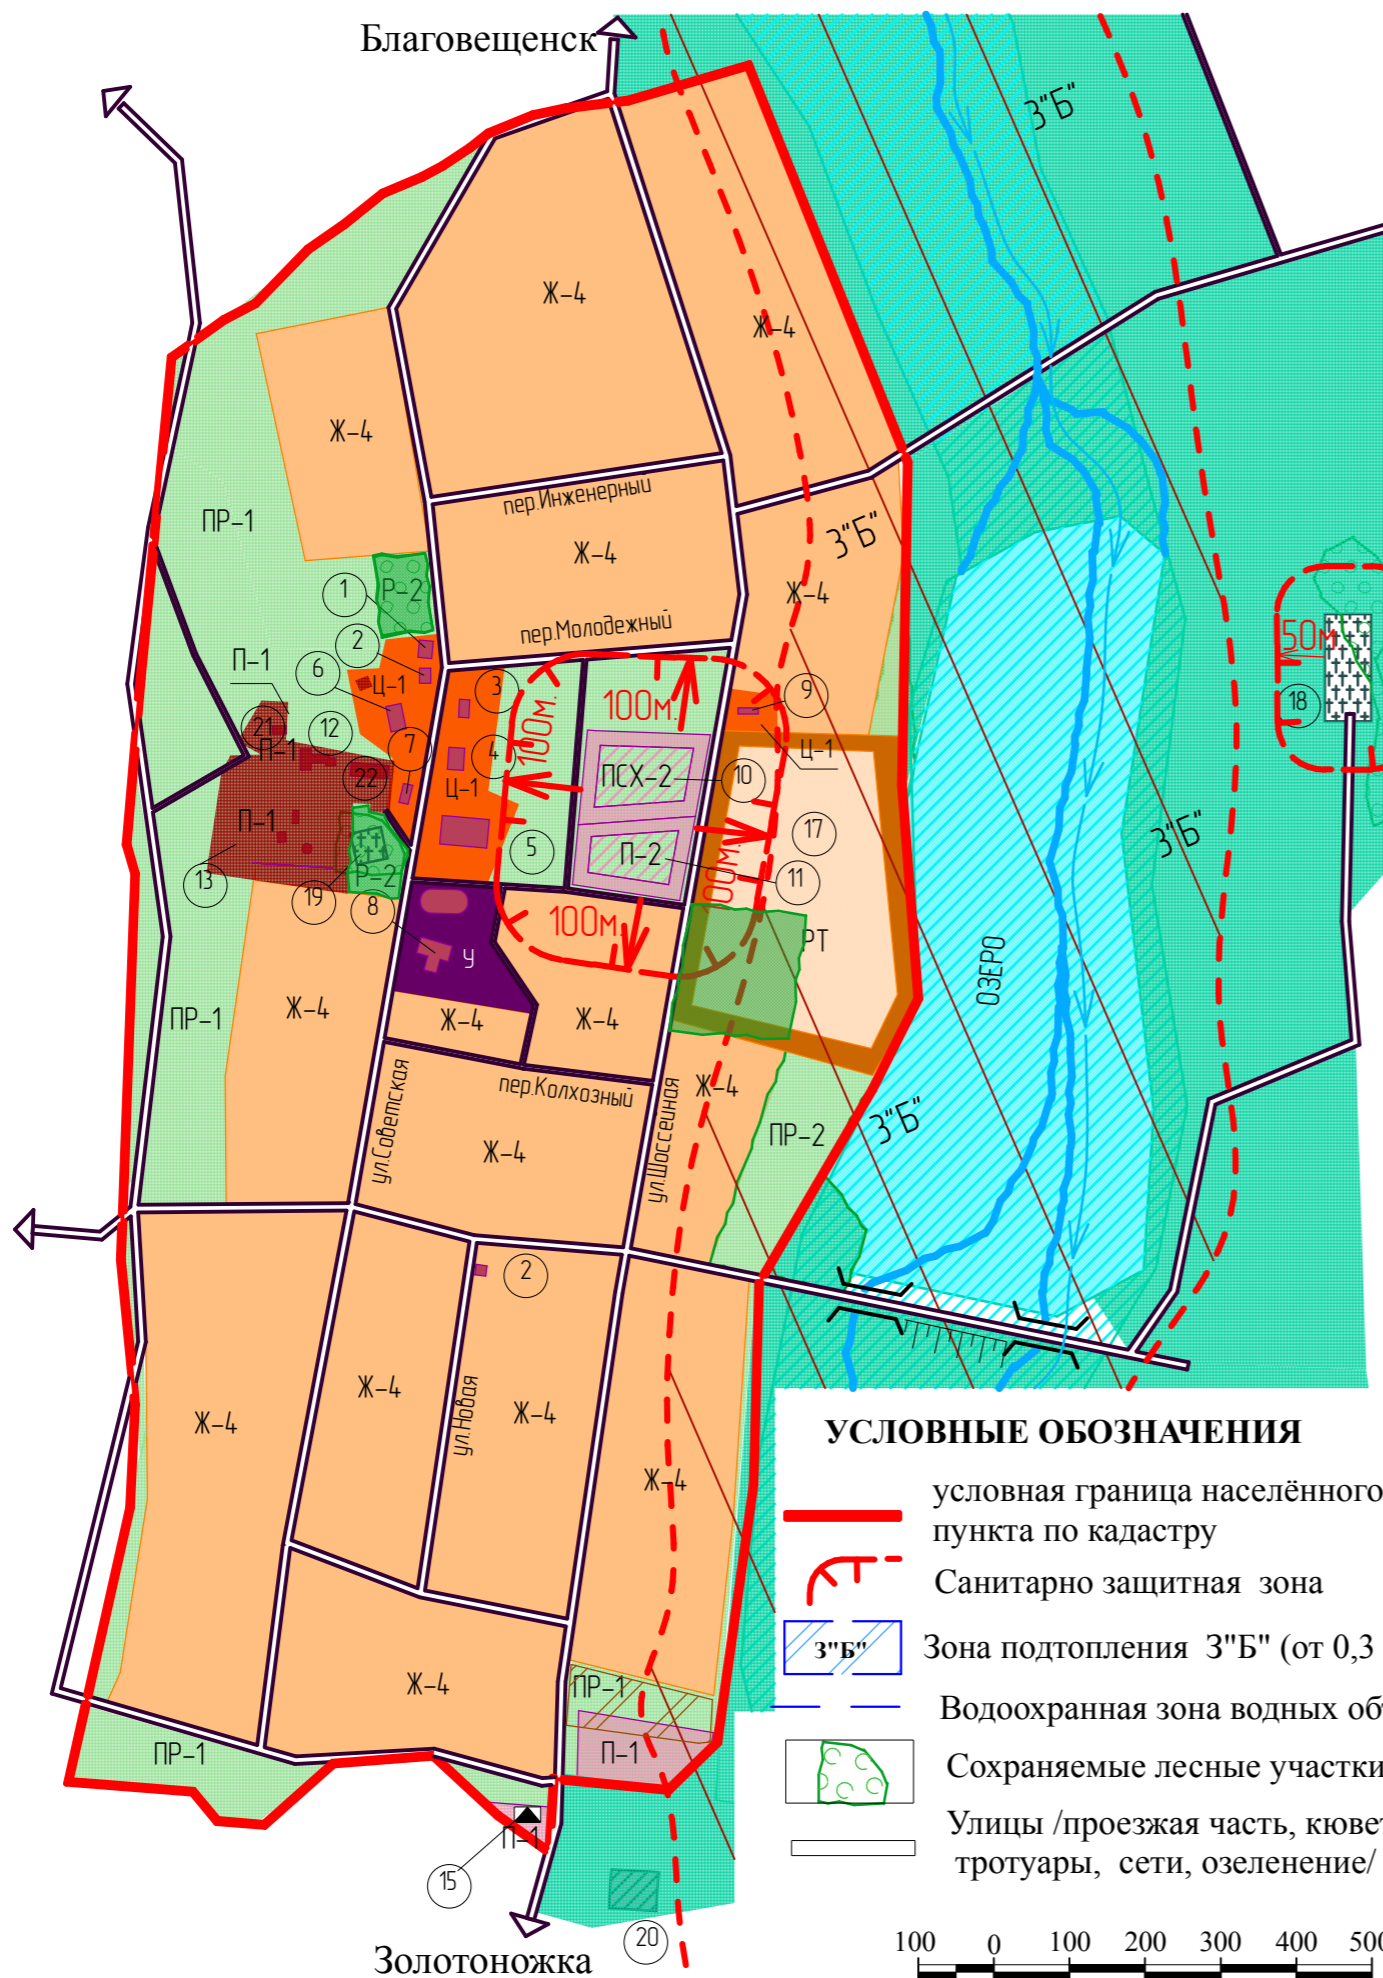 Благовещенск
З"Б"
Ж-4
Ж-4
Ж-4
пер.Инженерный
ПР-1
Ж-4
З"Б"
Р-2
Ж-4
1
пер.Молодежный
2
50м.
П-1
6
Ц-1
3
100м.
9
18
21
12
П-1
7
4
100м.
Ц-1
ПСХ-2
10
22
Ц-1
П-1
17
З"Б"
5
П-2
13
19
Р-2
8
11
100м.
100м.
У
РТ
ОЗЕРО
ПР-1
Ж-4
Ж-4
Ж-4
ул.Советская
пер.Колхозный
ул.Шоссейная
Ж-4
ПР-2
З"Б"
Ж-4
2
Ж-4
Ж-4
Ж-4
ул.Новая
Ж-4
Ж-4
ПР-1
ПР-1
П-1
П-1
15
20
Золотоножка
УСЛОВНЫЕ ОБОЗНАЧЕНИЯ
условная граница населённого
пункта по кадастру
Санитарно защитная зона
З"Б"
Зона подтопления З"Б" (от 0,3
Водоохранная зона водных
Сохраняемые лесные участки
Улицы /проезжая часть,
тротуары, сети, озеленение/
100 0 100 200 300 400